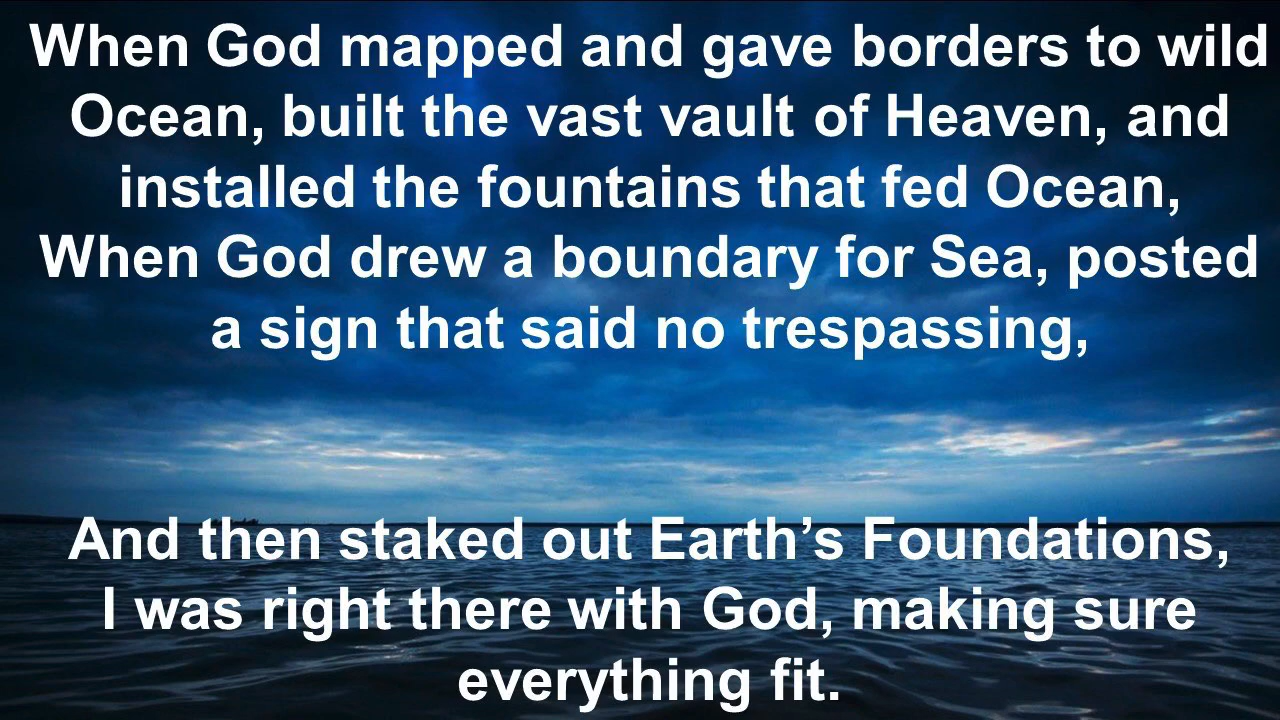 When God mapped and gave borders to wild
Ocean, built the vast vault of Heaven, and
installed the fountains that fed Ocean,
When God drew a boundary for Sea, posted
a sign that said no trespassing,
And then staked out Earth’s Foundations,
I was right there with God, making sure
everything fit.